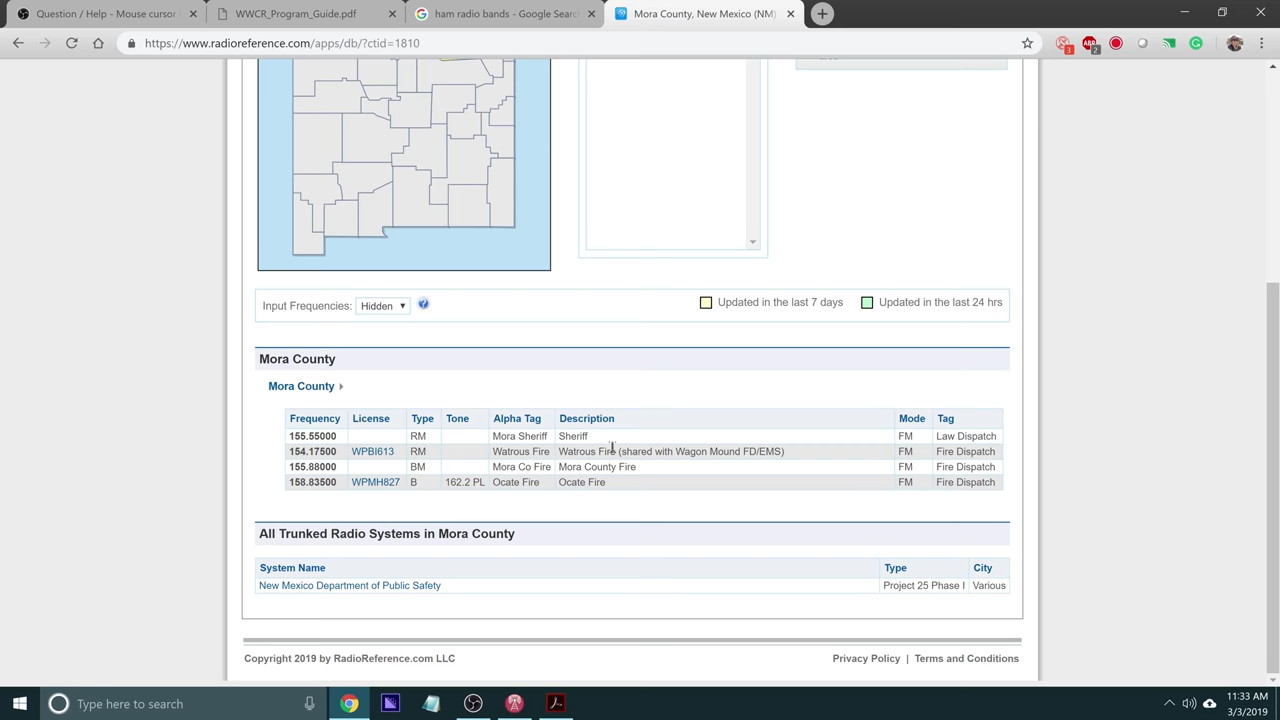 Question / Help - Mouse cursor
WWCR_Program_Guide.pdf
ham radio bands - Google Searc
Mora County, New Mexico (NM)
https://www.radioreference.com/apps/db/?ctid=1810
3
ABP
2
Input Frequencies: Hidden
Updated in the last 7 days
Updated in the last 24 hrs
Mora County
Mora County
Frequency License Type Tone Alpha Tag Description Mode Tag
155.55000 RM Mora Sheriff Sheriff FM Law Dispatch
154.17500 WPBI613 RM Watrous Fire Watrous Fire (shared with Wagon Mound FD/EMS) FM Fire Dispatch
155.88000 BM Mora Co Fire Mora County Fire FM Fire Dispatch
158.83500 WPMH827 B 162.2 PL Ocate Fire Ocate Fire FM Fire Dispatch
All Trunked Radio Systems in Mora County
System Name Type City
New Mexico Department of Public Safety Project 25 Phase I Various
Copyright 2019 by RadioReference.com LLC
Privacy Policy | Terms and Conditions
Type here to search
11:33 AM
3/3/2019